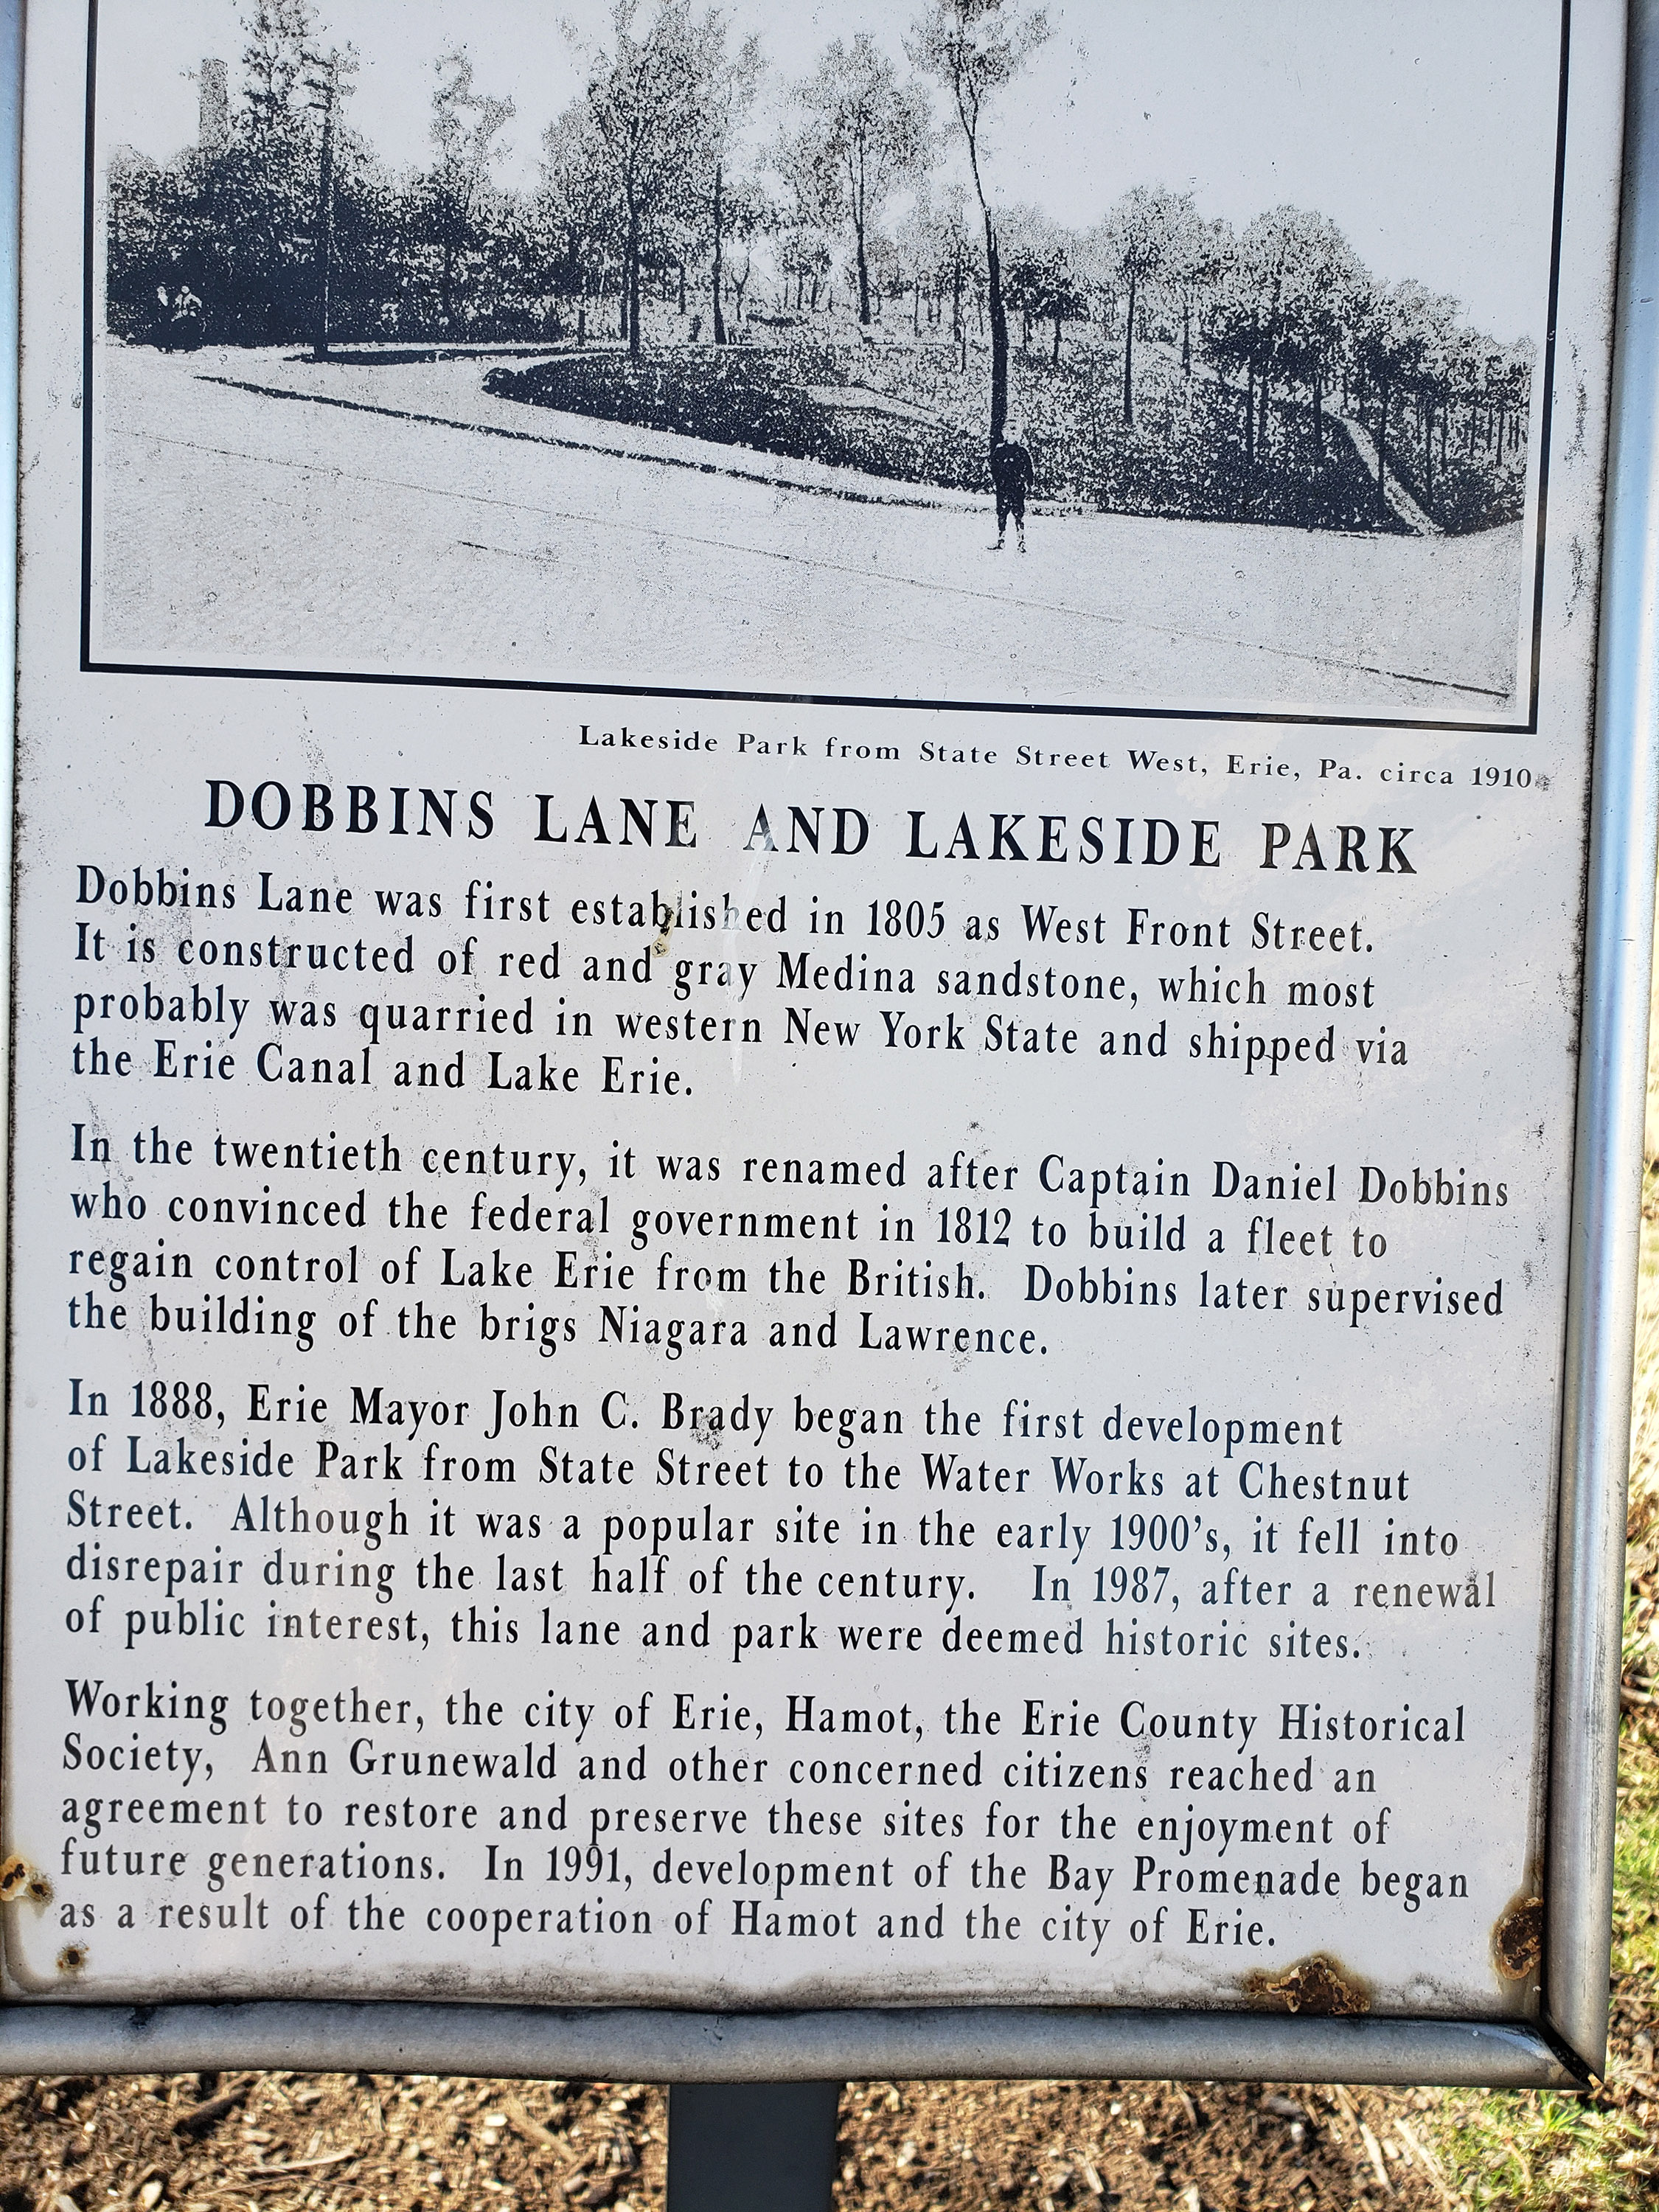 Lakeside Park from State Street West, Erie, Pa. circa 1910
DOBBINS LANE AND LAKESIDE PARK
Dobbins Lane was first established in 1805 as West Front Street.
It is constructed of red and gray Medina sandstone, which most
probably was quarried in western New York State and shipped via
the Erie Canal and Lake Erie.
In the twentieth century, it was renamed after Captain Daniel Dobbins
who convinced the federal government in 1812 to build a fleet to
regain control of Lake Erie from the British. Dobbins later supervised
the building of the brigs Niagara and Lawrence.
In 1888, Erie Mayor John C. Brady began the first development
of Lakeside Park from State Street to the Water Works at Chestnut
Street. Although it was a popular site in the early 1900's, it fell into
disrepair during the last half of the century. In 1987, after a renewal
of public interest, this lane and park were deemed historic sites.
Working together, the city of Erie, Hamot, the Erie County Historical
Society, Ann Grunewald and other concerned citizens reached an
agreement to restore and preserve these sites for the enjoyment of
future generations. In 1991, development of the Bay Promenade began
as a result of the cooperation of Hamot and the city of Erie.